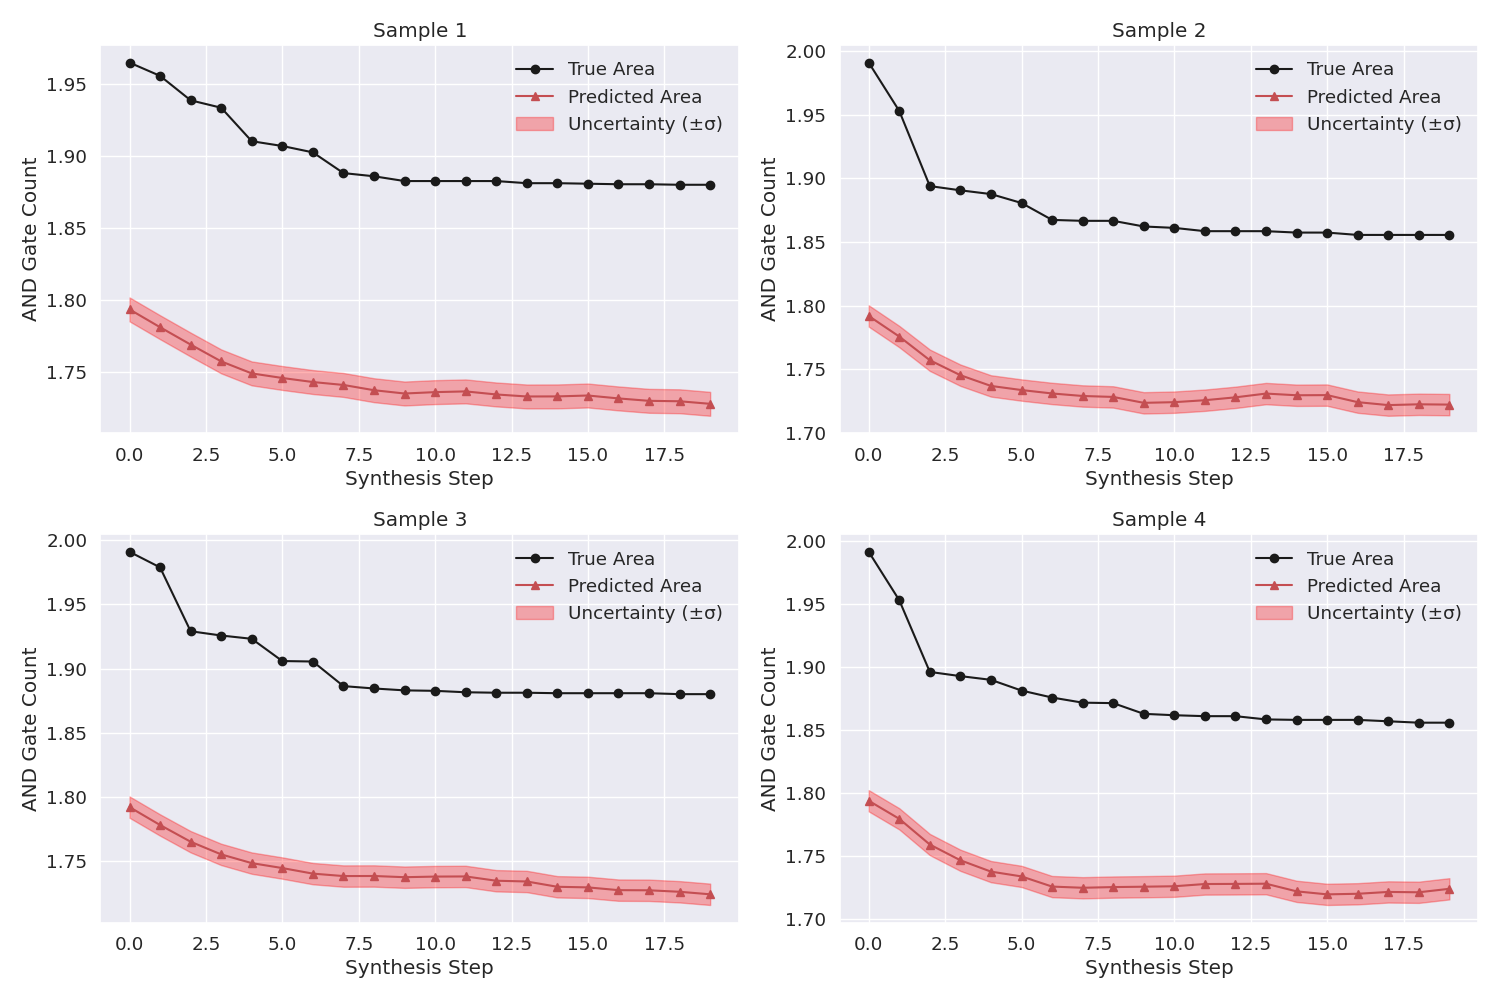 Sample 1
AND Gate Count
1.95
1.90
1.85
1.80
1.75
True Area
Predicted Area
Uncertainty (±σ)
0.0 2.5 5.0 7.5 10.0 12.5 15.0 17.5
Synthesis Step
Sample 2
AND Gate Count
2.00
1.95
1.90
1.85
1.80
1.75
1.70
True Area
Predicted Area
Uncertainty (±σ)
0.0 2.5 5.0 7.5 10.0 12.5 15.0 17.5
Synthesis Step
Sample 3
AND Gate Count
2.00
1.95
1.90
1.85
1.80
1.75
True Area
Predicted Area
Uncertainty (±σ)
0.0 2.5 5.0 7.5 10.0 12.5 15.0 17.5
Synthesis Step
Sample 4
AND Gate Count
2.00
1.95
1.90
1.85
1.80
1.75
1.70
True Area
Predicted Area
Uncertainty (±σ)
0.0 2.5 5.0 7.5 10.0 12.5 15.0 17.5
Synthesis Step